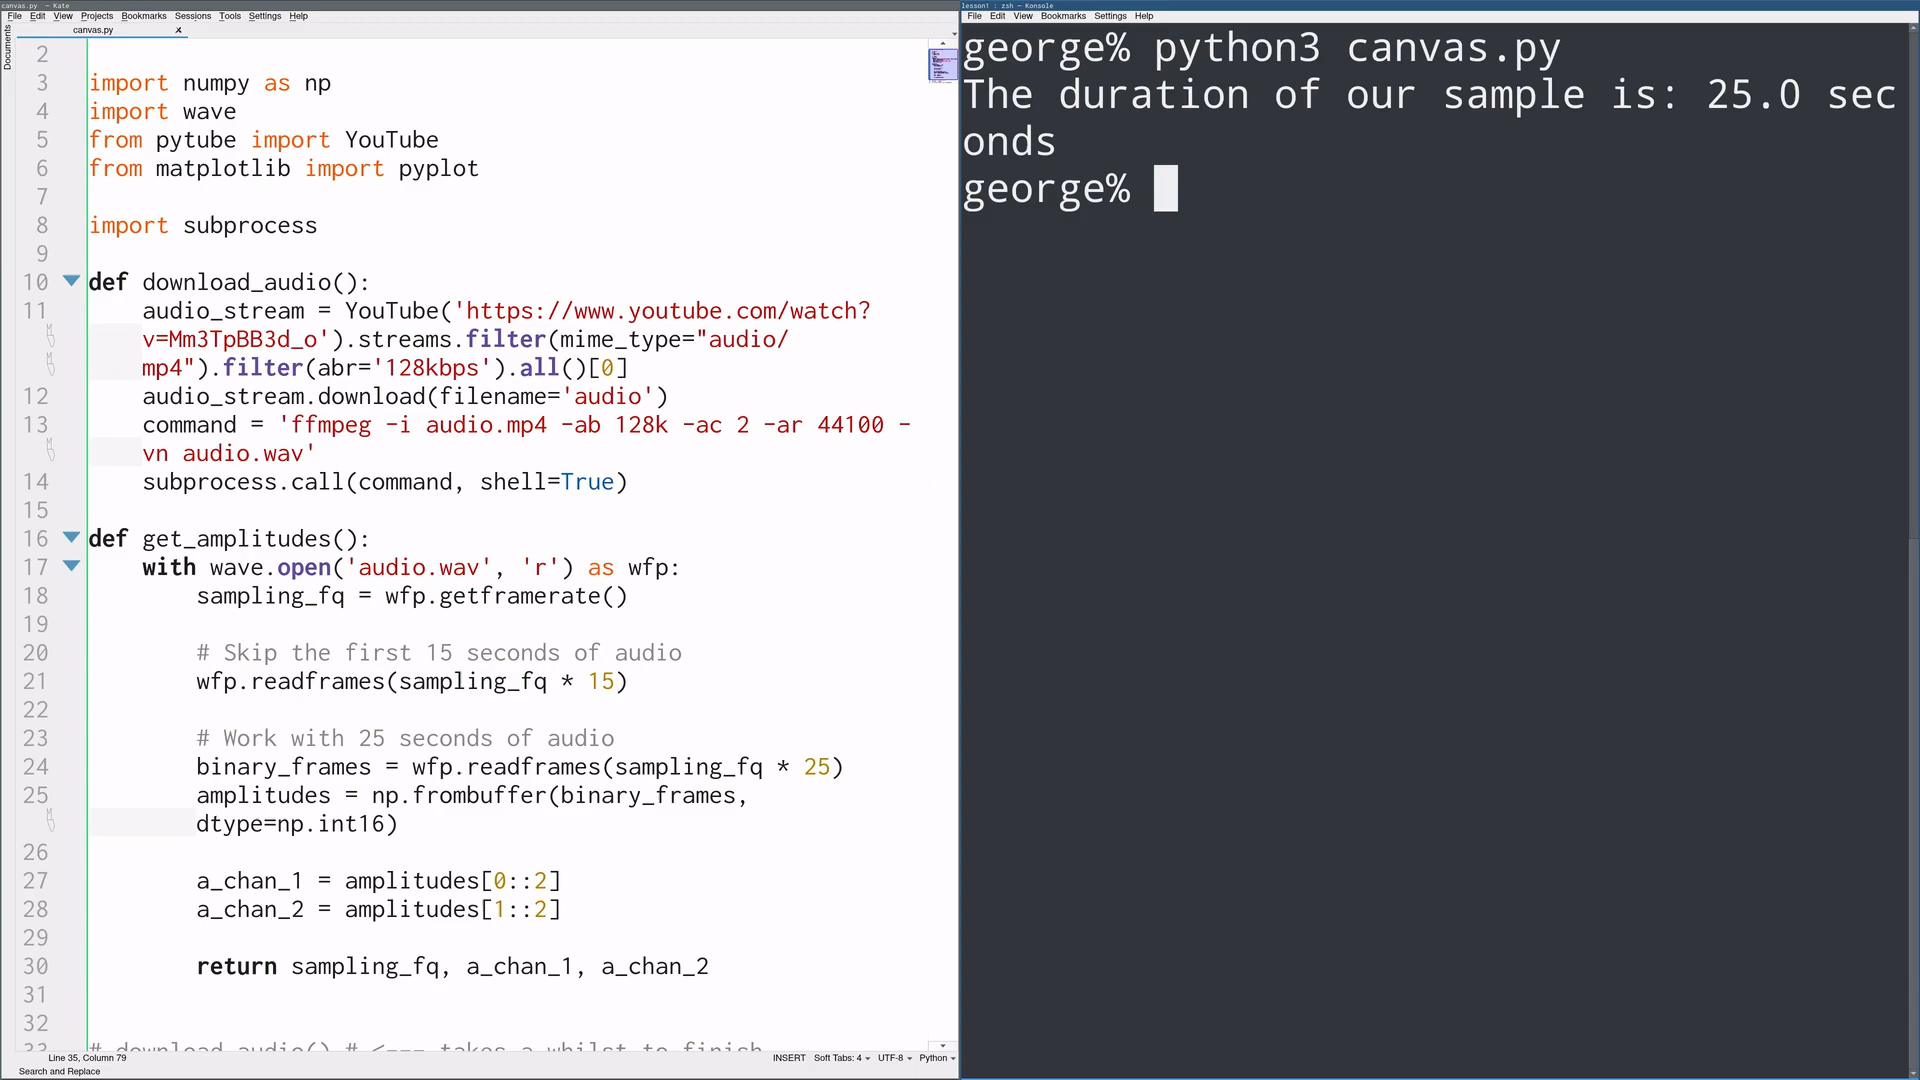 canvas.py — Kate
File Edit View Projects Bookmarks Sessions Tools Settings Help
Documents
canvas.py x
2
3 import numpy as np
4 import wave
5 from pytube import YouTube
6 from matplotlib import pyplot
7
8 import subprocess
9
10 def download_audio():
11 audio_stream = YouTube('https://www.youtube.com/watch?
v=Mm3TpBB3d_o').streams.filter(mime_type="audio/
mp4").filter(abr='128kbps').all()[0]
12 audio_stream.download(filename='audio')
13 command = 'ffmpeg -i audio.mp4 -ab 128k -ac 2 -ar 44100 -
vn audio.wav'
14 subprocess.call(command, shell=True)
15
16 def get_amplitudes():
17 with wave.open('audio.wav', 'r') as wfp:
18 sampling_fq = wfp.getframerate()
19
20 # Skip the first 15 seconds of audio
21 wfp.readframes(sampling_fq * 15)
22
23 # Work with 25 seconds of audio
24 binary_frames = wfp.readframes(sampling_fq * 25)
25 amplitudes = np.frombuffer(binary_frames,
dtype=np.int16)
26
27 a_chan_1 = amplitudes[0::2]
28 a_chan_2 = amplitudes[1::2]
29
30 return sampling_fq, a_chan_1, a_chan_2
31
32
33 # download_audio() # <--- takes a whilst to finish
Line 35, Column 79 INSERT Soft Tabs: 4 UTF-8 Python
Search and Replace
lesson1 : zsh — Konsole
File Edit View Bookmarks Settings Help
george% python3 canvas.py
The duration of our sample is: 25.0 sec
onds
george%